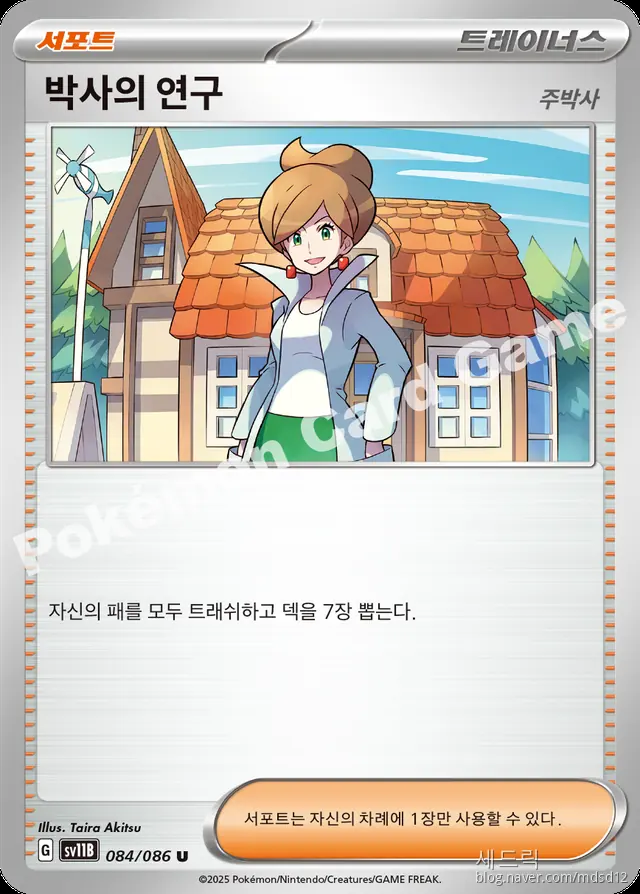 서포트
트레이너스
박사의 연구
주박사
Pokémon Card Game
자신의 패를 모두 트래쉬하고 덱을 7장 뽑는다.
서포트는 자신의 차례에 1장만 사용할 수 있다.
Illus. Taira Akitsu
G sv11B 084/086 U
세드릭
blog.naver.com/mdsd12
©2025 Pokémon/Nintendo/Creatures/GAME FREAK.